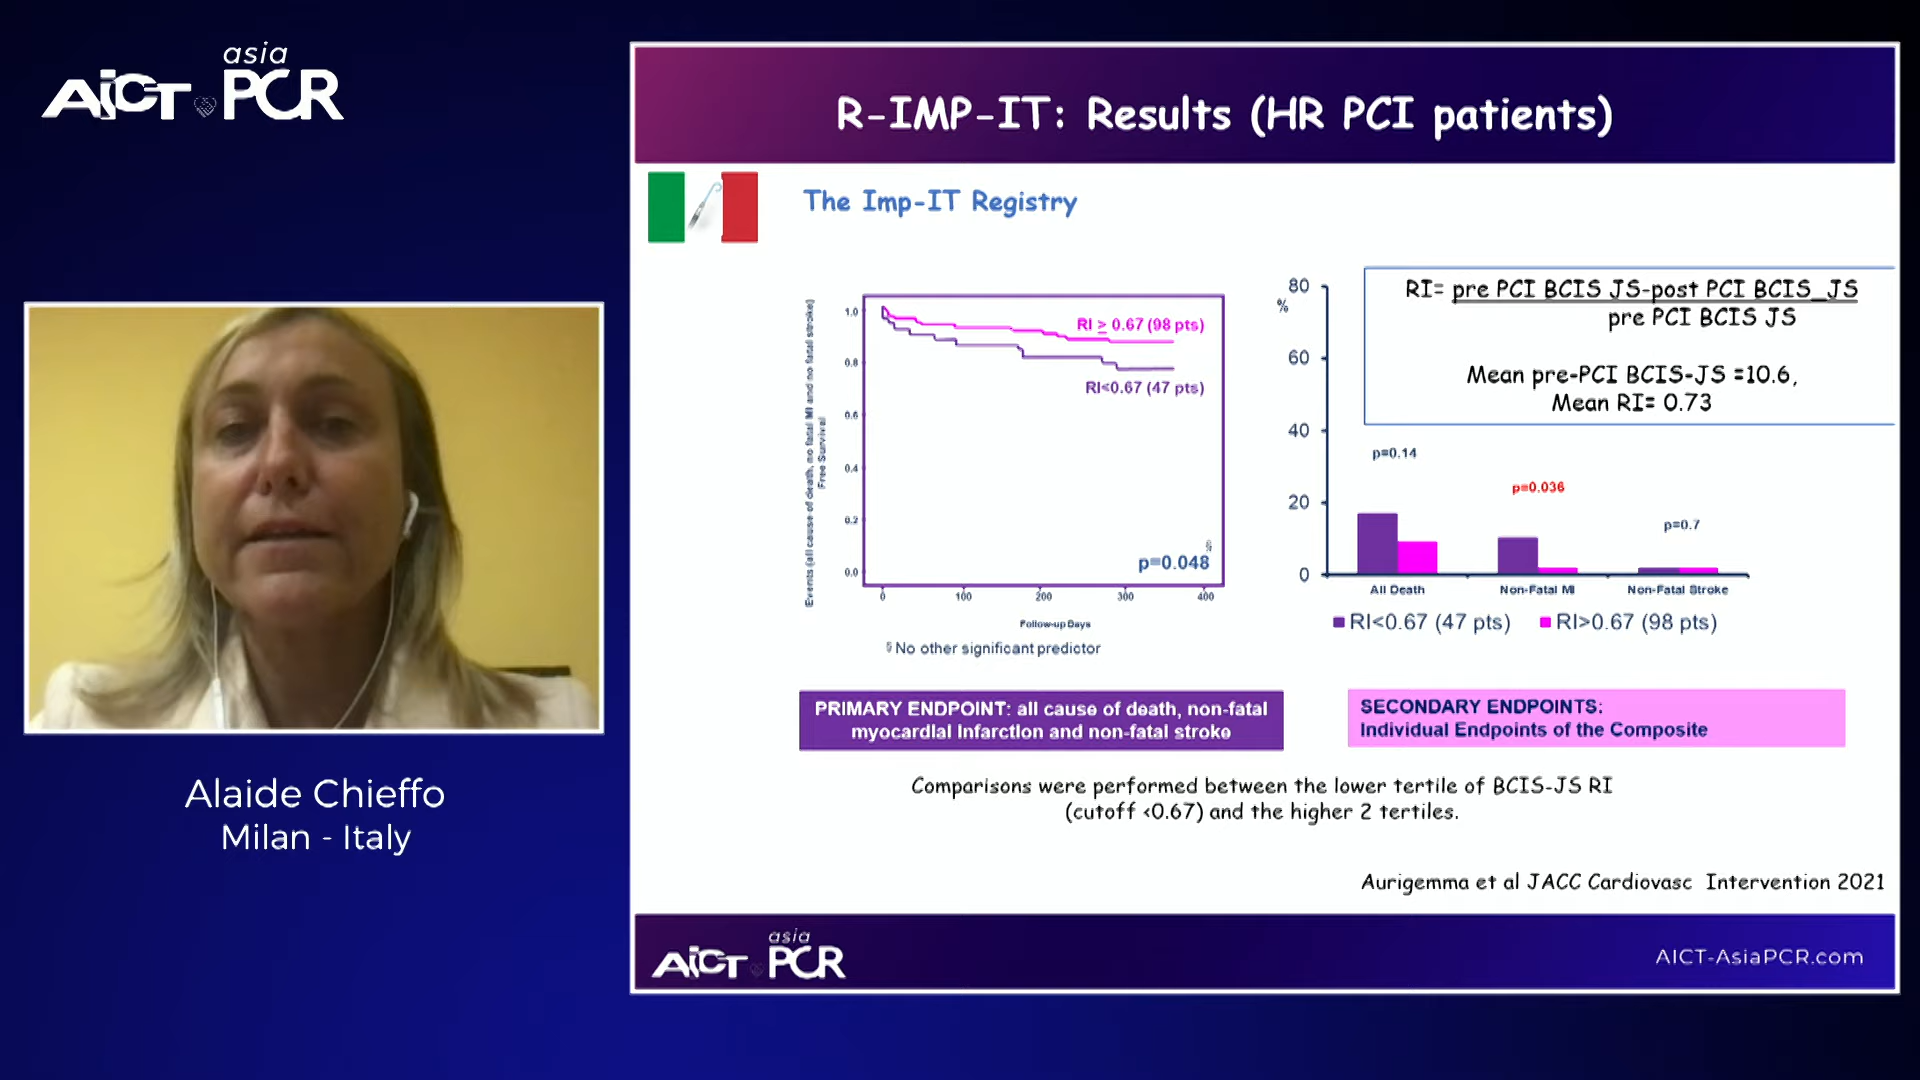 asia
AiCT PCR
Alaide Chieffo
Milan - Italy
R-IMP-IT: Results (HR PCI patients)
The Imp-IT Registry
(Events (all cause of death, no fatal MI and no fatal stroke)
Free Survival
1.0
0.8
0.6
0.4
0.2
0.0
RI ≥ 0.67 (98 pts)
RI<0.67 (47 pts)
p=0.048
§
0 100 200 300 400
Follow-up Days
§ No other significant predictor
%
80
60
40
20
0
RI= pre PCI BCIS JS-post PCI BCIS_JS
pre PCI BCIS JS
Mean pre-PCI BCIS-JS =10.6,
Mean RI= 0.73
p=0.14
p=0.036
p=0.7
All Death Non-Fatal MI Non-Fatal Stroke
RI<0.67 (47 pts) RI>0.67 (98 pts)
PRIMARY ENDPOINT: all cause of death, non-fatal
myocardial infarction and non-fatal stroke
SECONDARY ENDPOINTS:
Individual Endpoints of the Composite
Comparisons were performed between the lower tertile of BCIS-JS RI
(cutoff <0.67) and the higher 2 tertiles.
Aurigemma et al JACC Cardiovasc Intervention 2021
asia
AiCT PCR
AICT-AsiaPCR.com